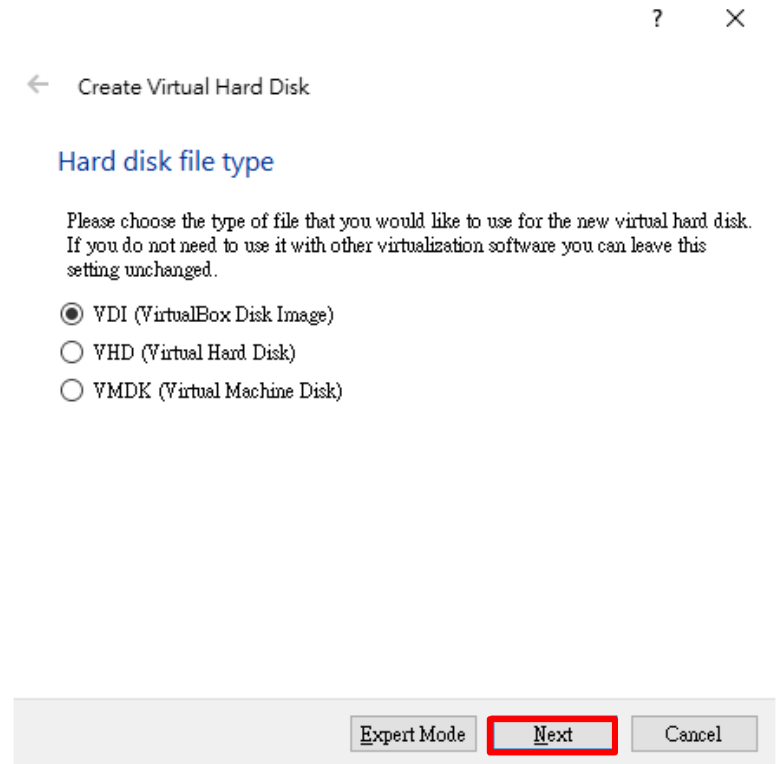 ?
Create Virtual Hard Disk
Hard disk file type
Please choose the type of file that you would like to use for the new virtual hard disk.
If you do not need to use it with other virtualization software you can leave this
setting unchanged.
VDI (VirtualBox Disk Image)
VHD (Virtual Hard Disk)
VMDK (Virtual Machine Disk)
Expert Mode Next Cancel